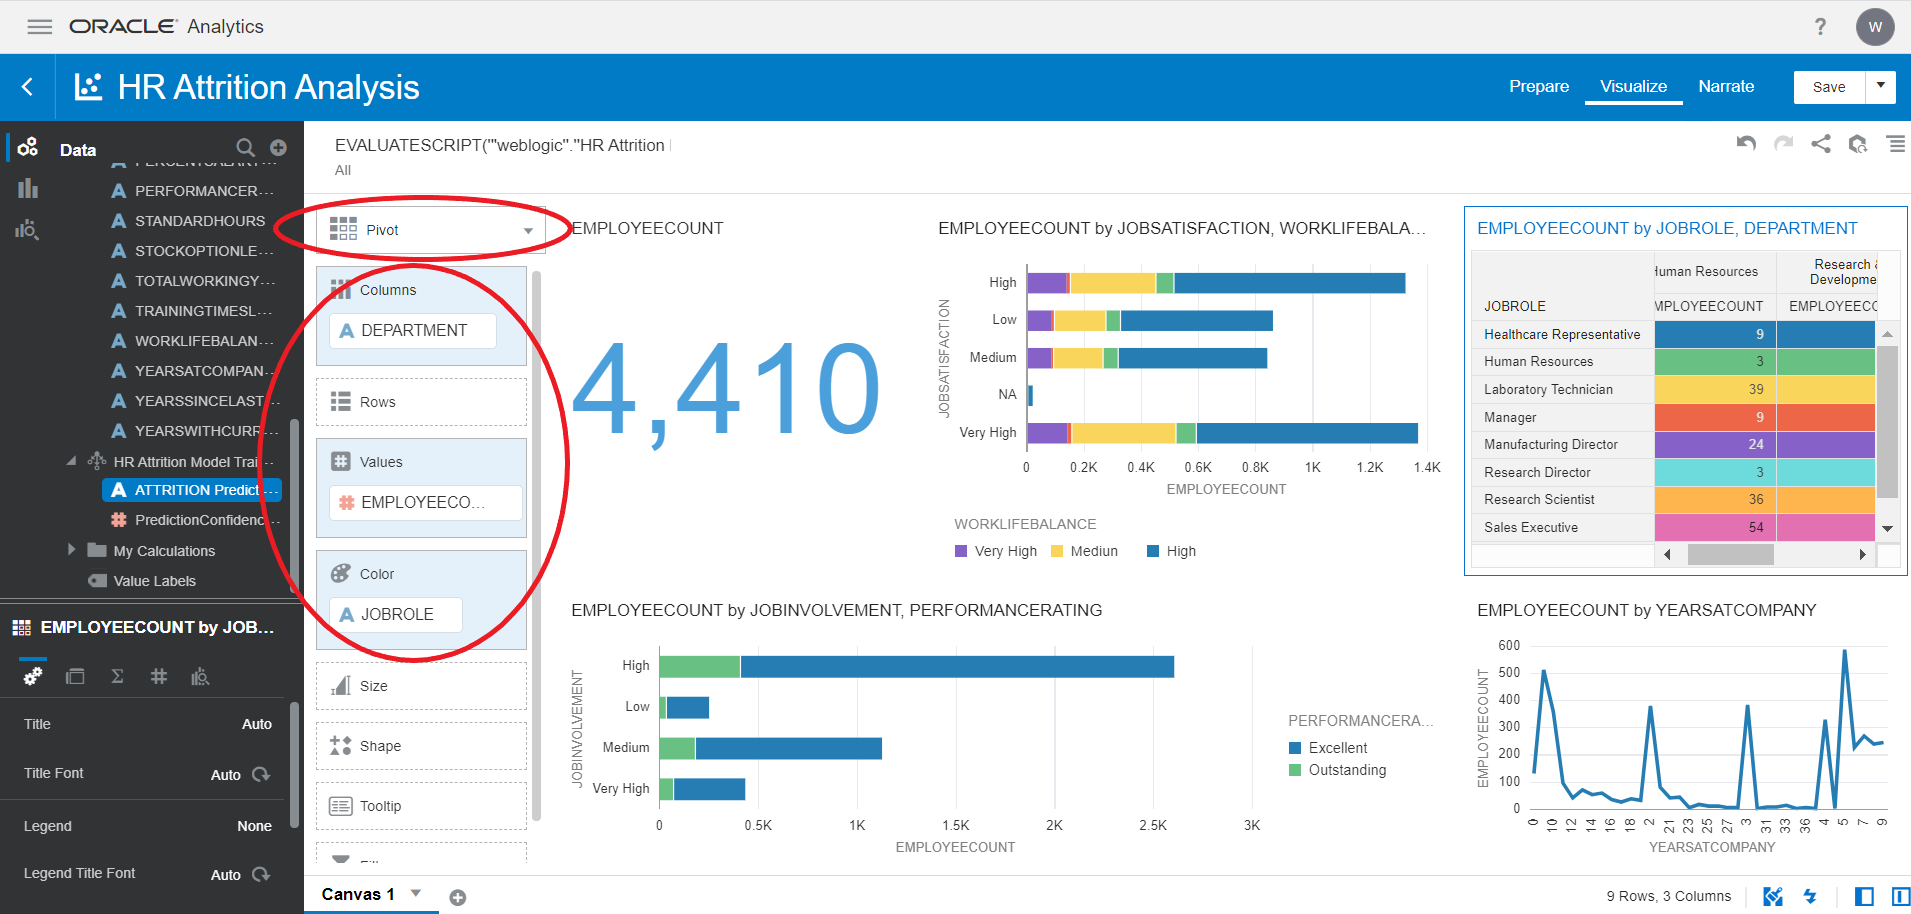 ORACLE Analytics
?
W
HR Attrition Analysis
Prepare
Visualize
Narrate
Save
Data
PERFORMANCER...
STANDARDHOURS
STOCKOPTIONLE...
TOTALWORKINGY...
TRAININGTIMESL...
WORKLIFEBALAN...
YEARSATCOMPAN...
YEARSSINCELAST...
YEARSWITHCURR...
HR Attrition Model Trai...
A ATTRITION Predict...
# PredictionConfidenc...
My Calculations
Value Labels
EMPLOYEECOUNT by JOB...
Title
Auto
Title Font
Auto
Legend
None
Legend Title Font
Auto
EVALUATESCRIPT('"weblogic"."HR Attrition
All
Pivot
Columns
A DEPARTMENT
Rows
Values
# EMPLOYEECO...
Color
A JOBROLE
Size
Shape
Tooltip
EMPLOYEECOUNT
4,410
EMPLOYEECOUNT by JOBSATISFACTION, WORKLIFEBALA...
JOBSATISFACTION
High
Low
Medium
NA
Very High
0 0.2K 0.4K 0.6K 0.8K 1K 1.2K 1.4K
EMPLOYEECOUNT
WORKLIFEBALANCE
Very High
Mediun
High
EMPLOYEECOUNT by JOBROLE, DEPARTMENT
Human Resources
Research &
Developme
JOBROLE
MPLOYEECOUNT
EMPLOYEECC
Healthcare Representative 9
Human Resources 3
Laboratory Technician 39
Manager 9
Manufacturing Director 24
Research Director 3
Research Scientist 36
Sales Executive 54
EMPLOYEECOUNT by JOBINVOLVEMENT, PERFORMANCERATING
JOBINVOLVEMENT
High
Low
Medium
Very High
0 0.5K 1K 1.5K 2K 2.5K 3K
EMPLOYEECOUNT
PERFORMANCERA...
Excellent
Outstanding
EMPLOYEECOUNT by YEARSATCOMPANY
EMPLOYEECOUNT
600
500
400
300
200
100
0
0 10 12 14 16 18 2 21 23 25 27 3 31 33 36 4 5 7 9
YEARSATCOMPANY
Canvas 1
9 Rows, 3 Columns